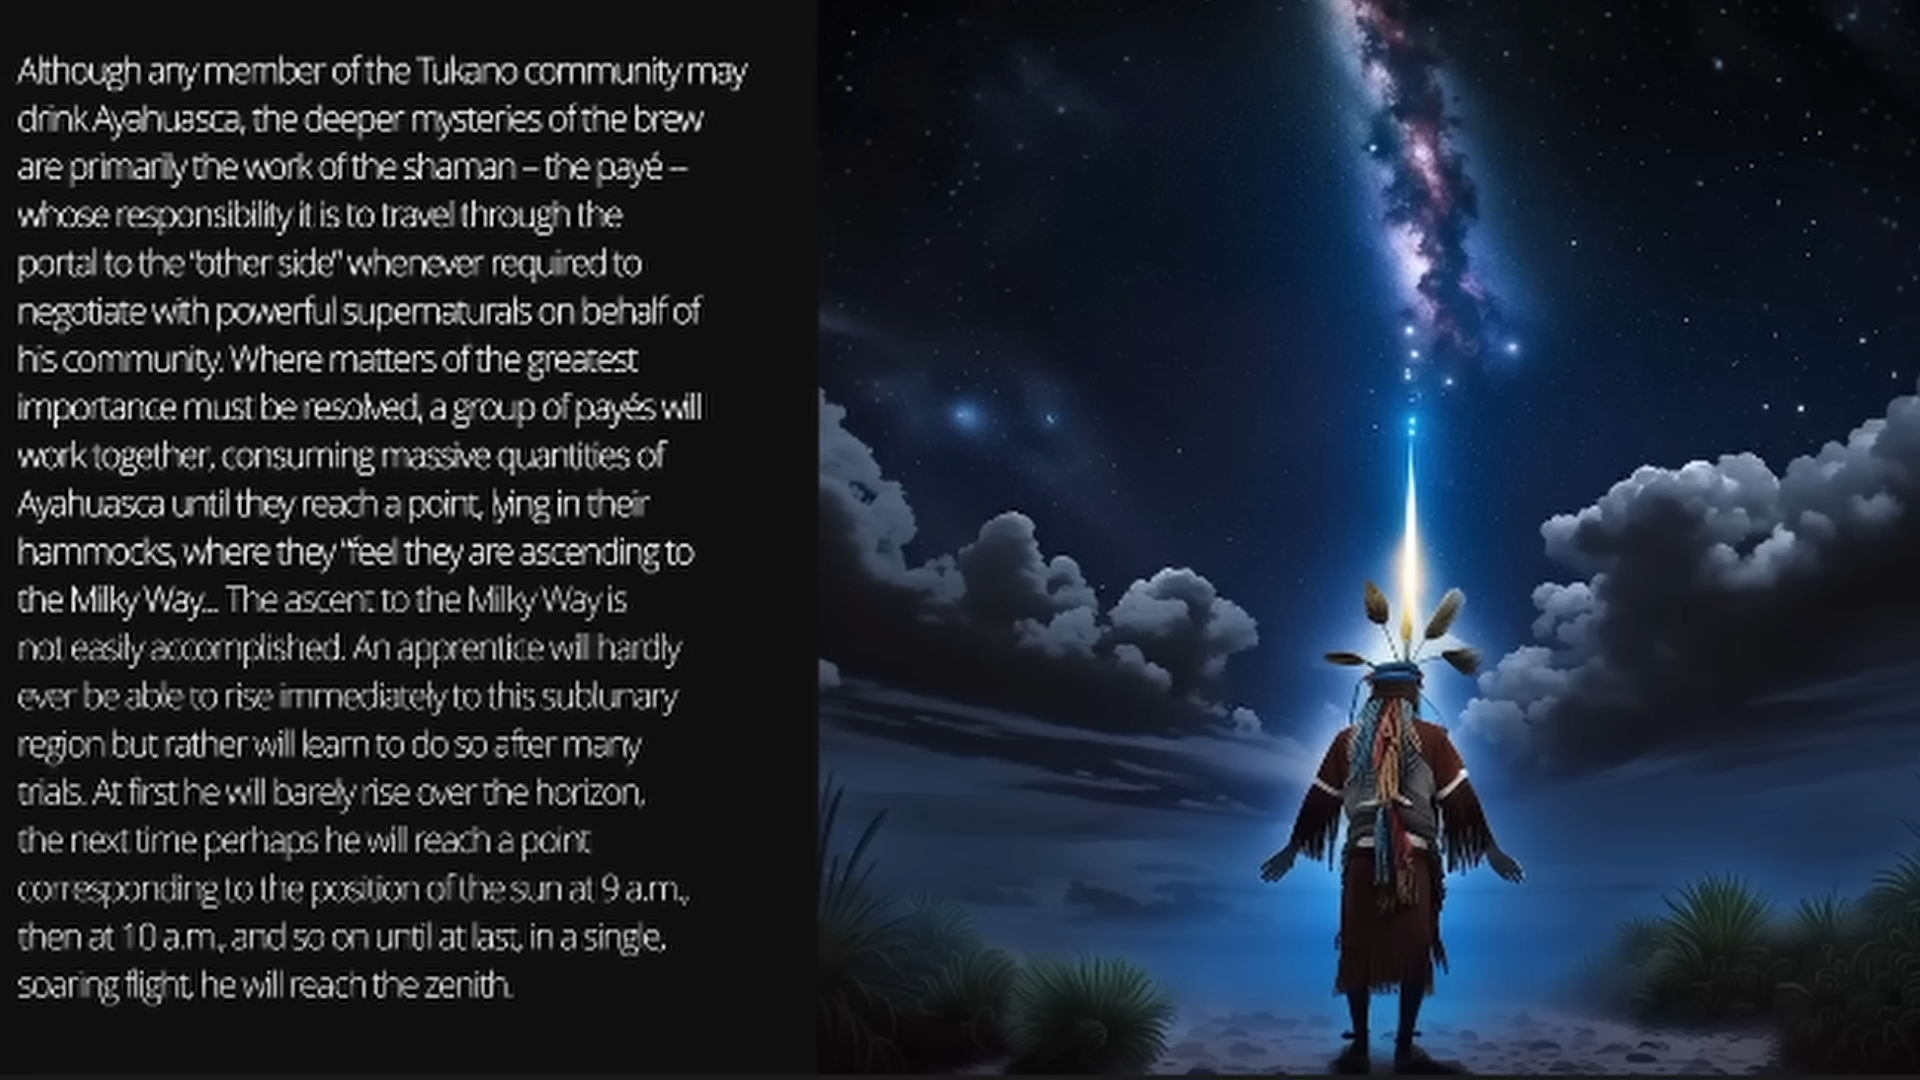 Although any member of the Tukano community may
drink Ayahuasca, the deeper mysteries of the brew
are primarily the work of the shaman – the payé –
whose responsibility it is to travel through the
portal to the “other side” whenever required to
negotiate with powerful supernaturals on behalf of
his community. Where matters of the greatest
importance must be resolved, a group of payés will
work together, consuming massive quantities of
Ayahuasca until they reach a point, lying in their
hammocks, where they “feel they are ascending to
the Milky Way... The ascent to the Milky Way is
not easily accomplished. An apprentice will hardly
ever be able to rise immediately to this sublunary
region but rather will learn to do so after many
trials. At first he will barely rise over the horizon,
the next time perhaps he will reach a point
corresponding to the position of the sun at 9 a.m.,
then at 10 a.m., and so on until at last, in a single,
soaring flight, he will reach the zenith.